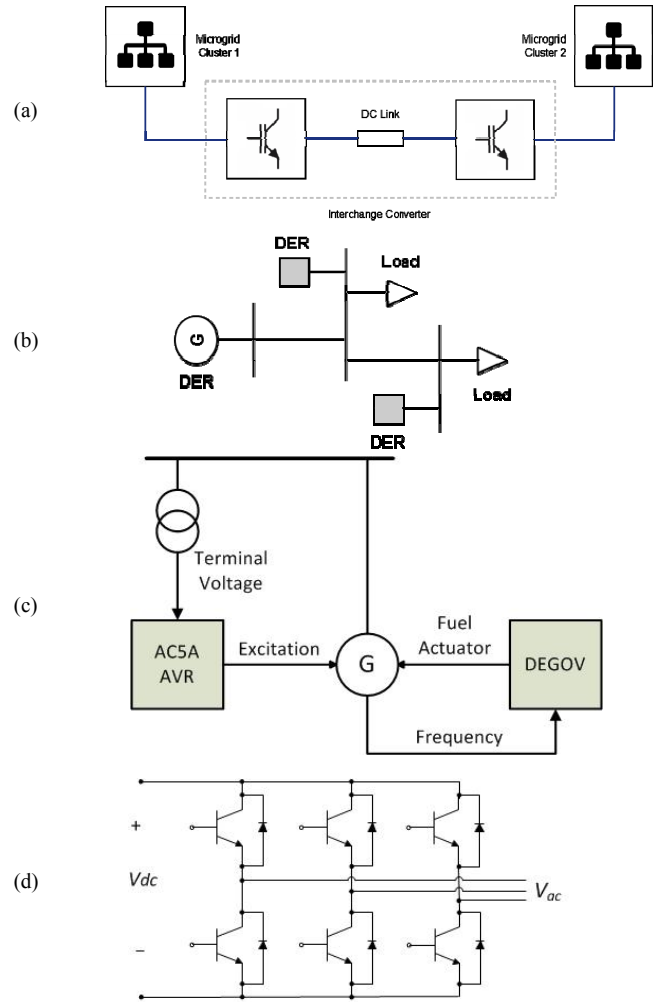 Microgrid
Cluster 1
Microgrid
Cluster 2
(a)
DC Link
Interchange Converter
DER
Load
(b)
G
DER
Load
DER
Terminal
Voltage
(c)
AC5A
AVR
Excitation
G
Fuel
Actuator
DEGOV
Frequency
+
(d)
Vdc
Vac
–